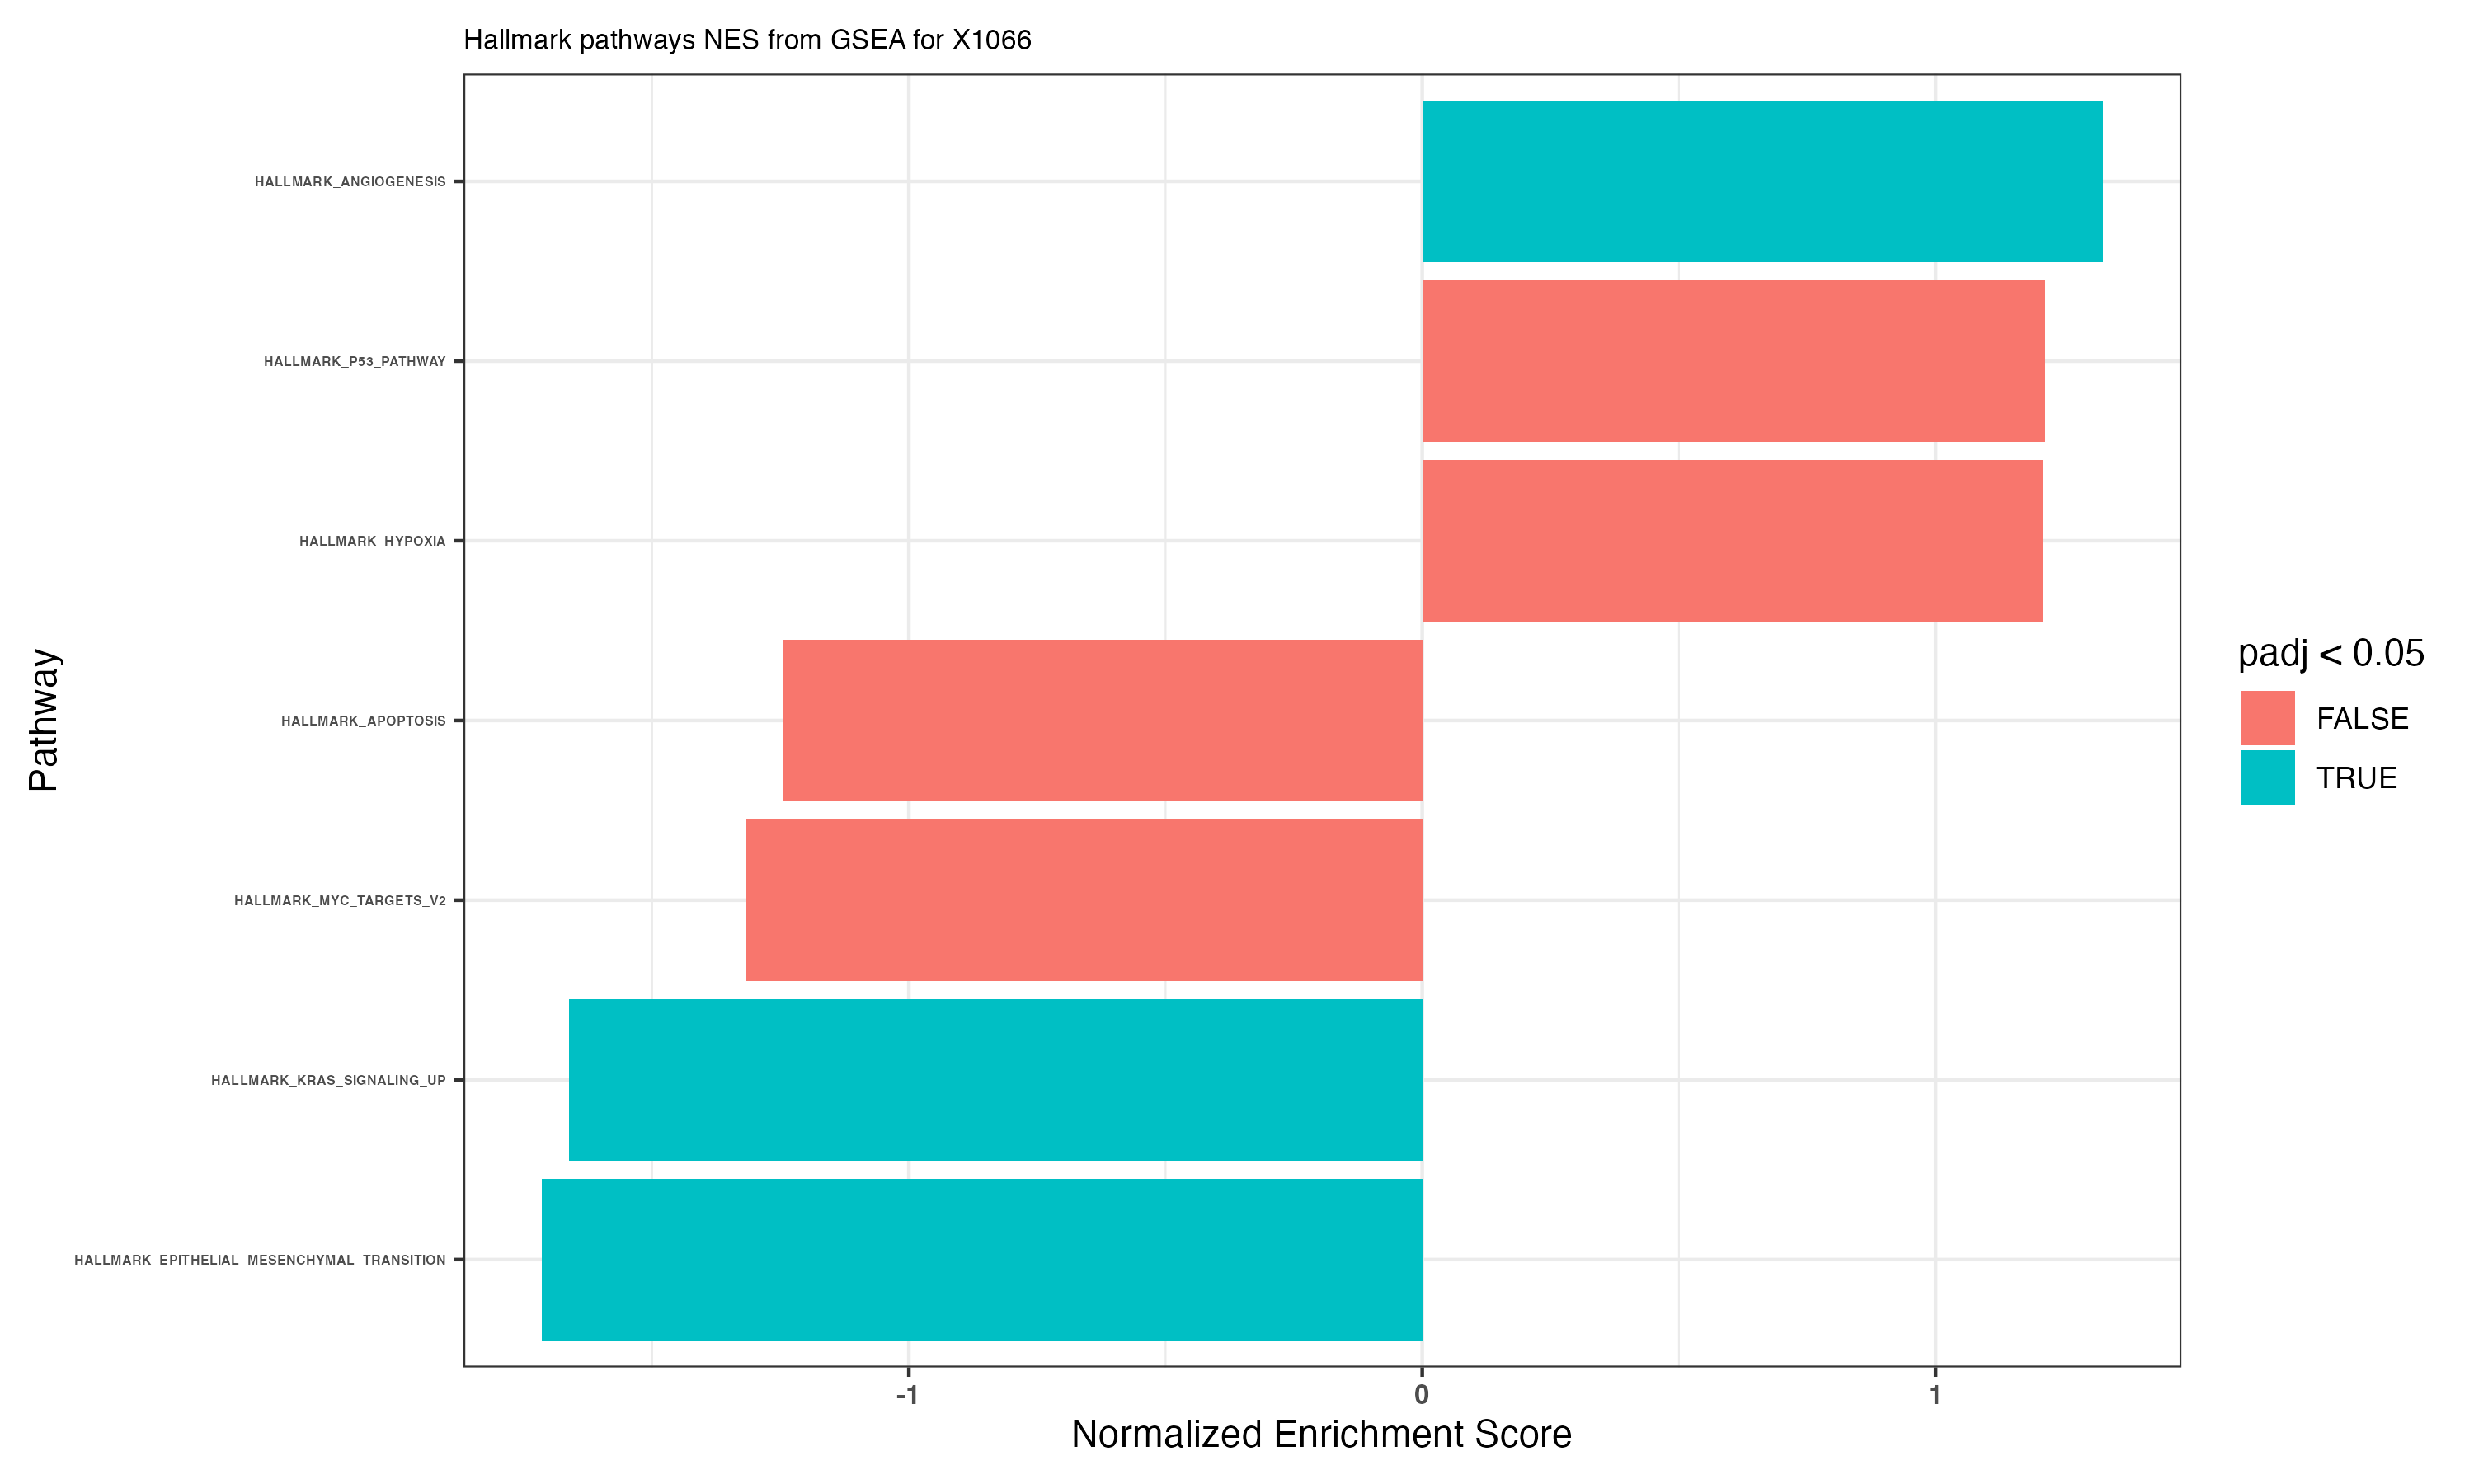 Hallmark pathways NES from GSEA for X1066
HALLMARK_ANGIOGENESIS
HALLMARK_P53_PATHWAY
HALLMARK_HYPOXIA
HALLMARK_APOPTOSIS
HALLMARK_MYC_TARGETS_V2
HALLMARK_KRAS_SIGNALING_UP
HALLMARK_EPITHELIAL_MESENCHYMAL_TRANSITION
Pathway
-1 0 1
Normalized Enrichment Score
padj < 0.05
FALSE
TRUE